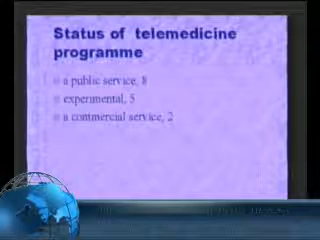 Status of telemedicine
programme
a public service, 8
experimental, 5
a commercial service, 2